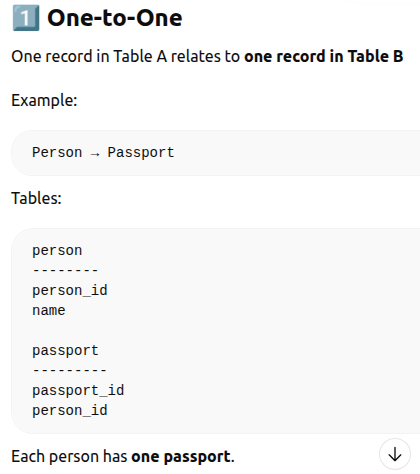 1️⃣ One-to-One
One record in Table A relates to one record in Table B
Example:
Person → Passport
Tables:
person
--------
person_id
name
passport
---------
passport_id
person_id
Each person has one passport.